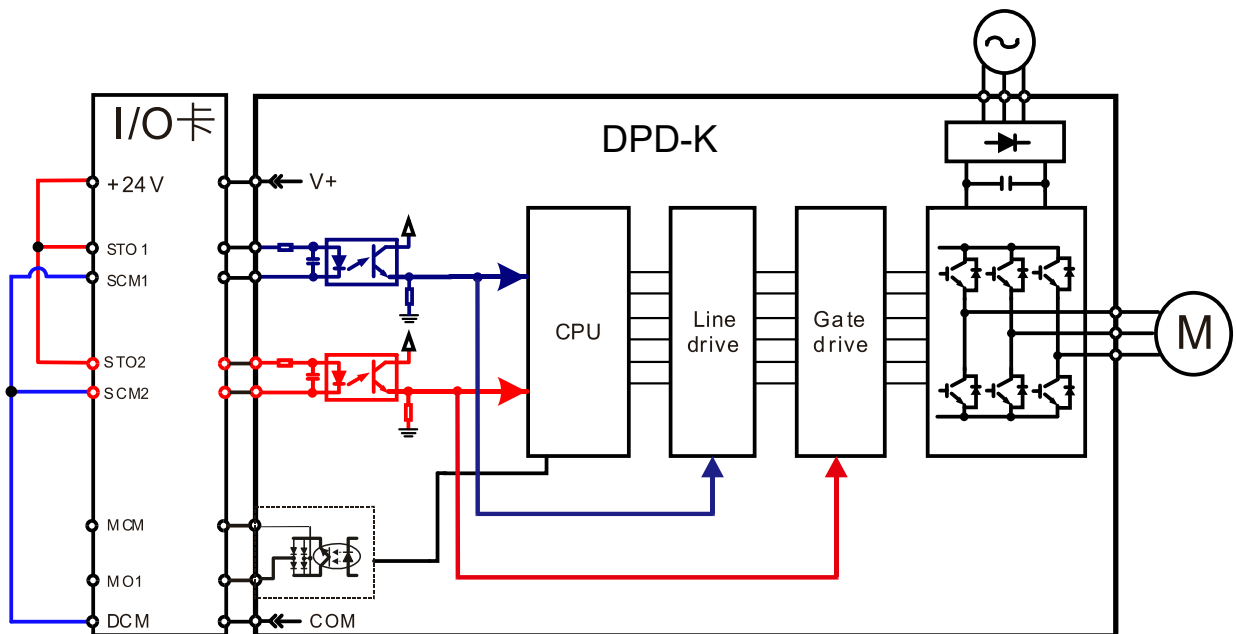 I/O卡
DPD-K
+24V
V+
STO1
SCM1
STO2
SCM2
MCM
MO1
DCM
COM
CPU
Line
drive
Gate
drive
M